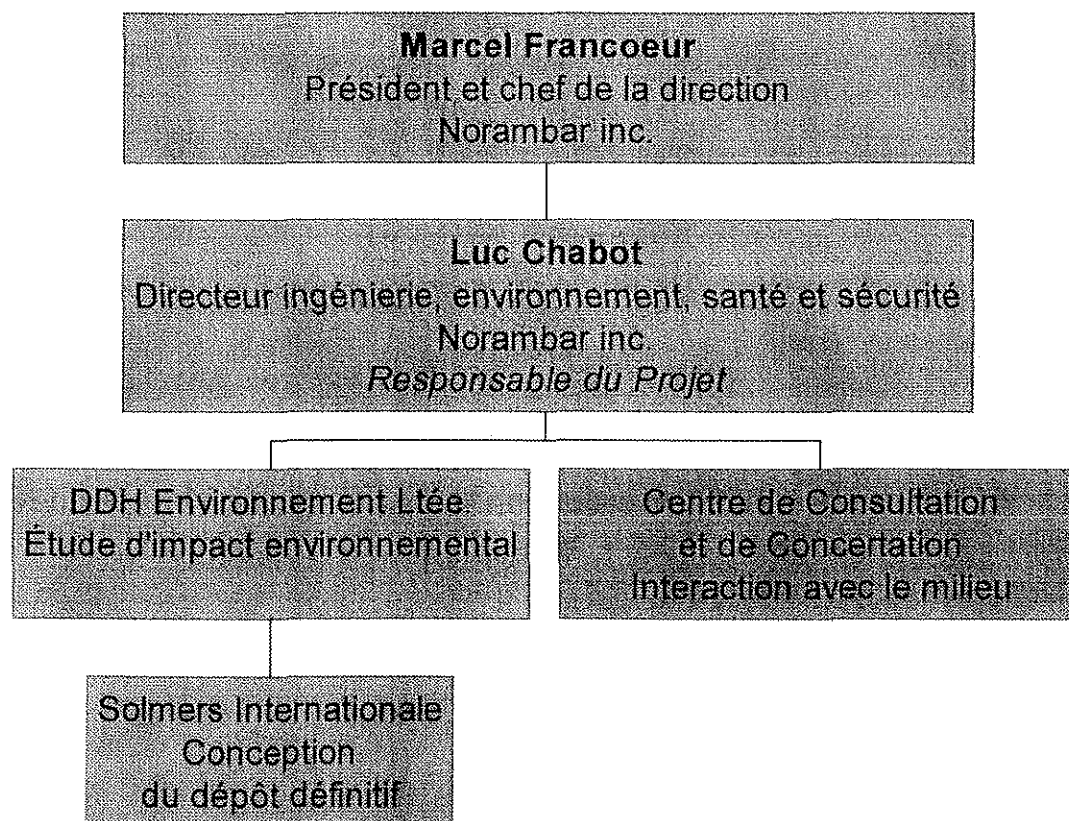 Marcel Francoeur
Président et chef de la direction
Norambar inc.
Luc Chabot
Directeur ingénierie, environnement, santé et sécurité
Norambar inc.
Responsable du Projet
DDH Environnement Ltée
Étude d'impact environnemental
Centre de Consultation
et de Concertation
Interaction avec le milieu
Solmers Internationale
Conception
du dépôt définitif